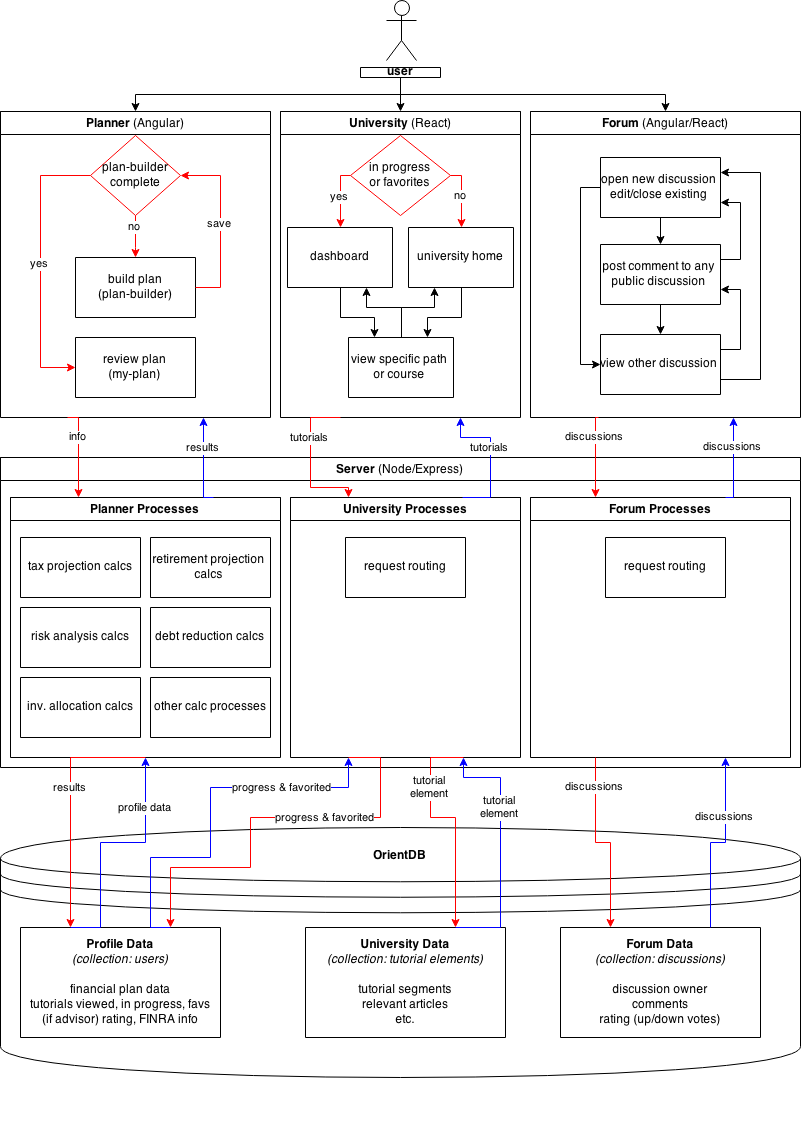 user
Planner (Angular)
University (React)
Forum (Angular/React)
plan-builder
complete
yes
no
save
build plan
(plan-builder)
review plan
(my-plan)
in progress
or favorites
yes
no
dashboard
university home
view specific path
or course
open new discussion
edit/close existing
post comment to any
public discussion
view other discussion
info
results
tutorials
tutorials
discussions
discussions
Server (Node/Express)
Planner Processes
University Processes
Forum Processes
tax projection calcs
retirement projection
calcs
risk analysis calcs
debt reduction calcs
inv. allocation calcs
other calc processes
request routing
request routing
results
profile data
progress & favorited
progress & favorited
tutorial
element
tutorial
element
discussions
discussions
OrientDB
Profile Data
(collection: users)
financial plan data
tutorials viewed, in progress, favs
(if advisor) rating, FINRA info
University Data
(collection: tutorial elements)
tutorial segments
relevant articles
etc.
Forum Data
(collection: discussions)
discussion owner
comments
rating (up/down votes)